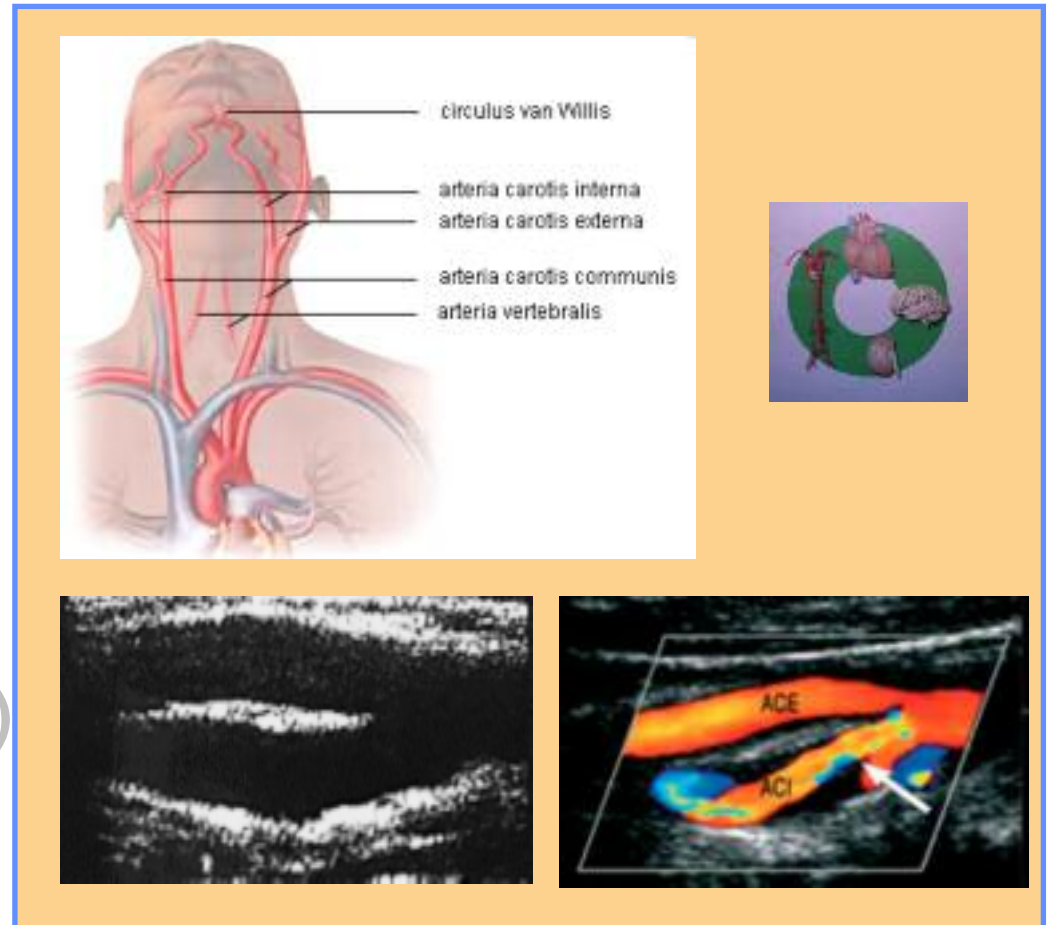 circulus van Willis
arteria carotis interna
arteria carotis externa
arteria carotis communis
arteria vertebralis
ACE
ACI